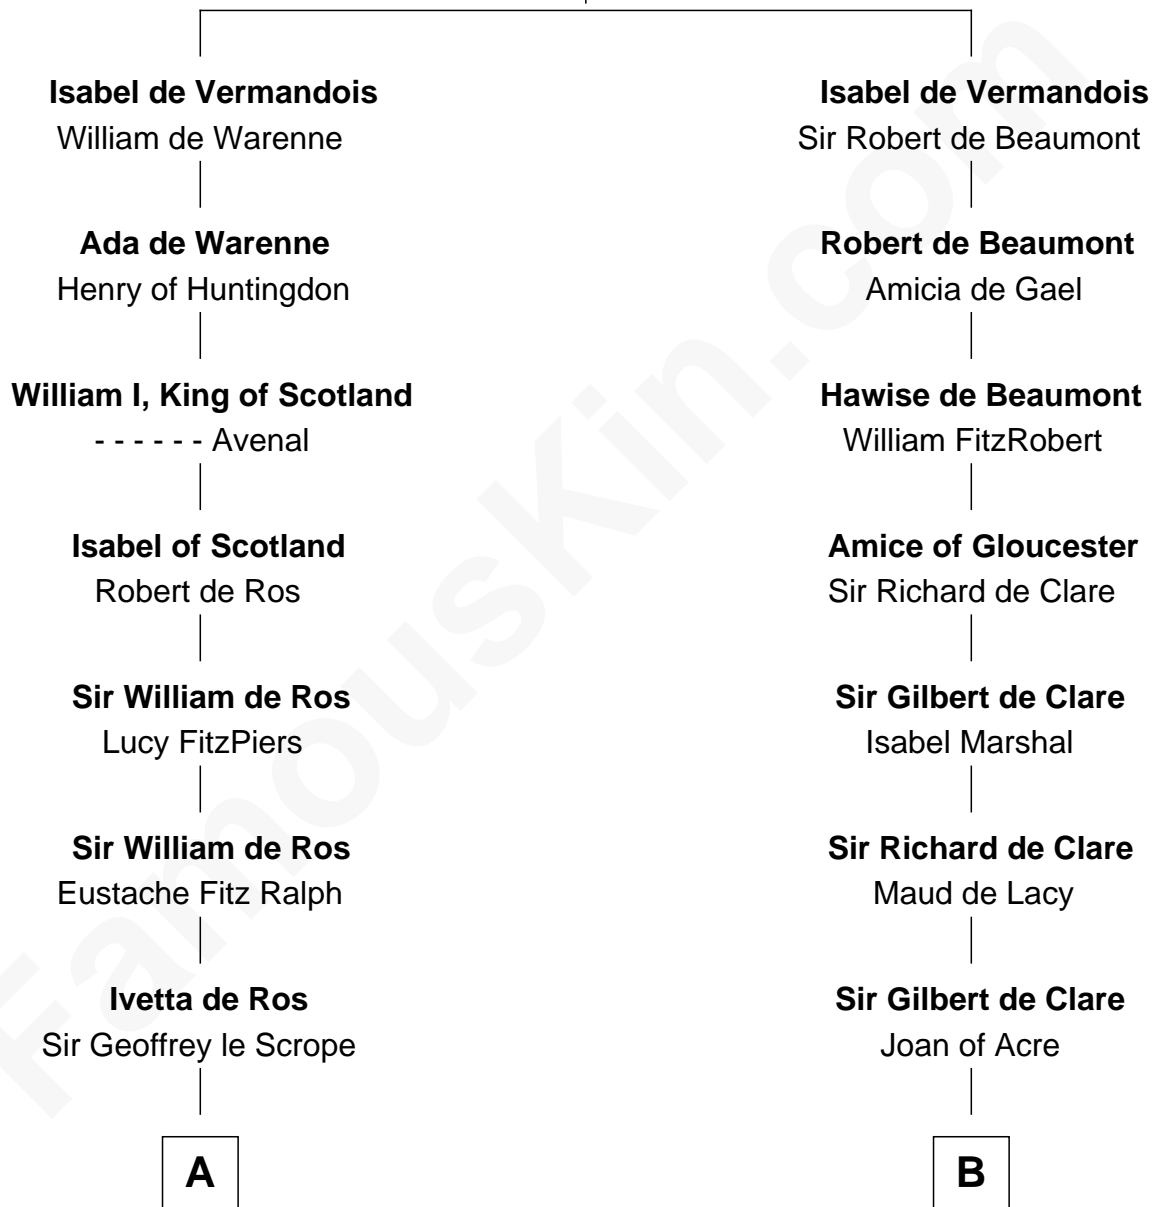 Isabel de Vermandois
William de Warenne
Ada de Warenne
Henry of Huntingdon
William I, King of Scotland
- - - - - - Avenal
Isabel of Scotland
Robert de Ros
Sir William de Ros
Lucy FitzPiers
Sir William de Ros
Eustache Fitz Ralph
Ivetta de Ros
Sir Geoffrey le Scrope
A
Isabel de Vermandois
Sir Robert de Beaumont
Robert de Beaumont
Amicia de Gael
Hawise de Beaumont
William FitzRobert
Amice of Gloucester
Sir Richard de Clare
Sir Gilbert de Clare
Isabel Marshal
Sir Richard de Clare
Maud de Lacy
Sir Gilbert de Clare
Joan of Acre
B
FamousKin.com